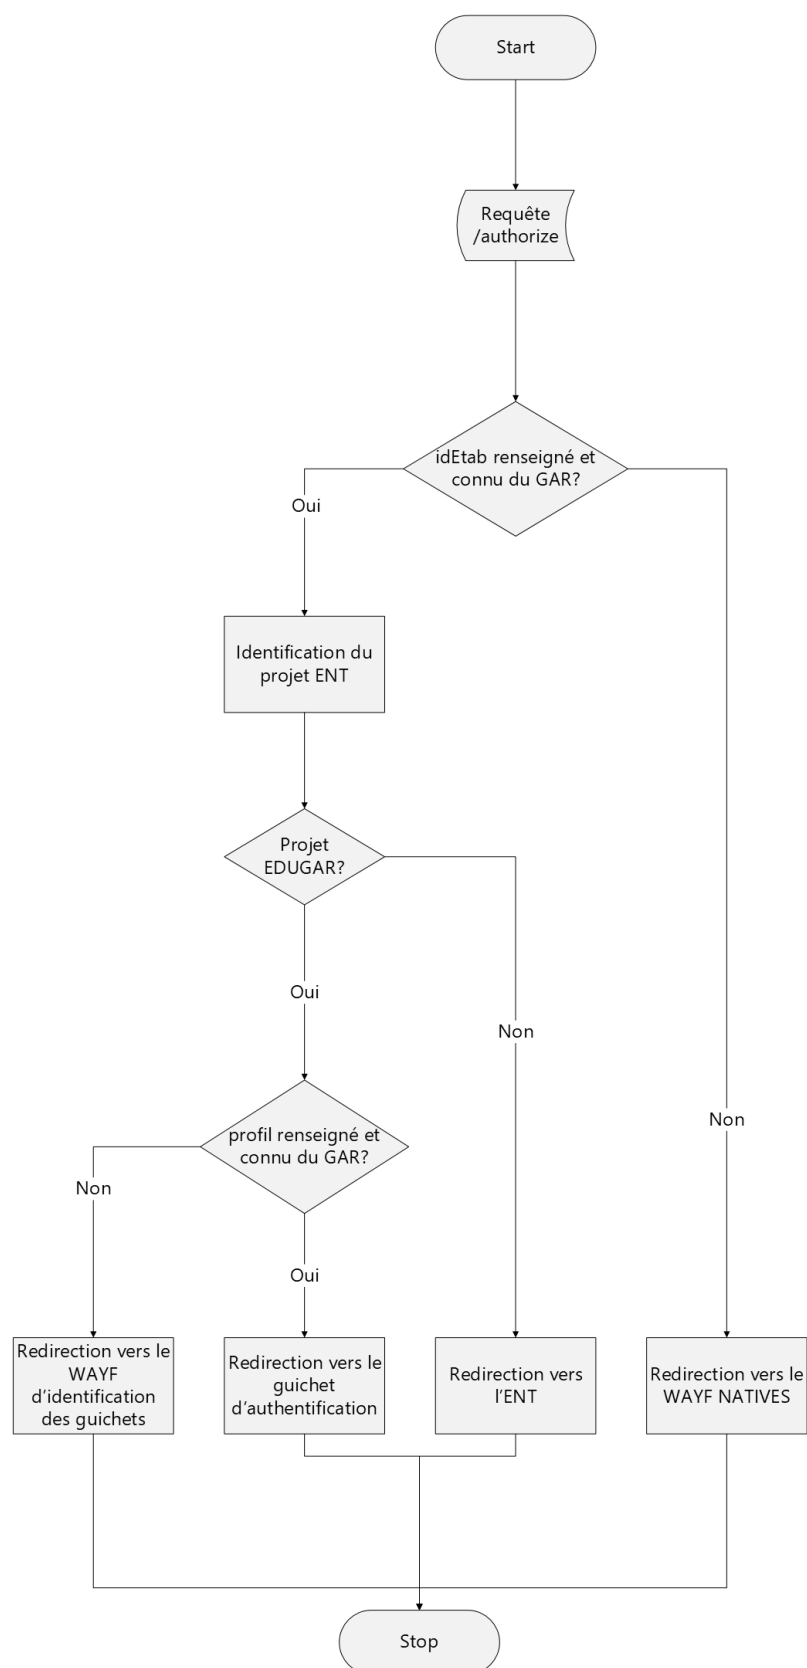 Start
Requête
/authorize
idEtab renseigné et
connu du GAR?
Oui
Identification du
projet ENT
Projet
EDUGAR?
Oui
Non
Non
profil renseigné et
connu du GAR?
Non
Oui
Redirection vers le
WAYF
d’identification
des guichets
Redirection vers le
guichet
d’authentification
Redirection vers
l’ENT
Redirection vers le
WAYF NATIVES
Stop